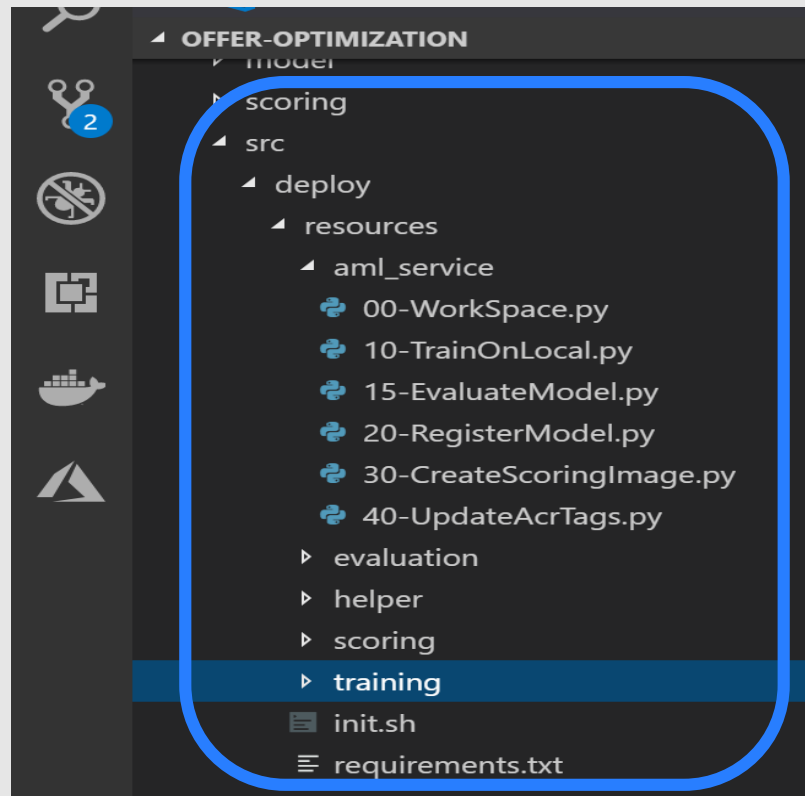 OFFER-OPTIMIZATION
model
scoring
2
src
deploy
resources
aml_service
00-WorkSpace.py
10-TrainOnLocal.py
15-EvaluateModel.py
20-RegisterModel.py
30-CreateScoringImage.py
40-UpdateAcrTags.py
evaluation
helper
scoring
training
init.sh
requirements.txt